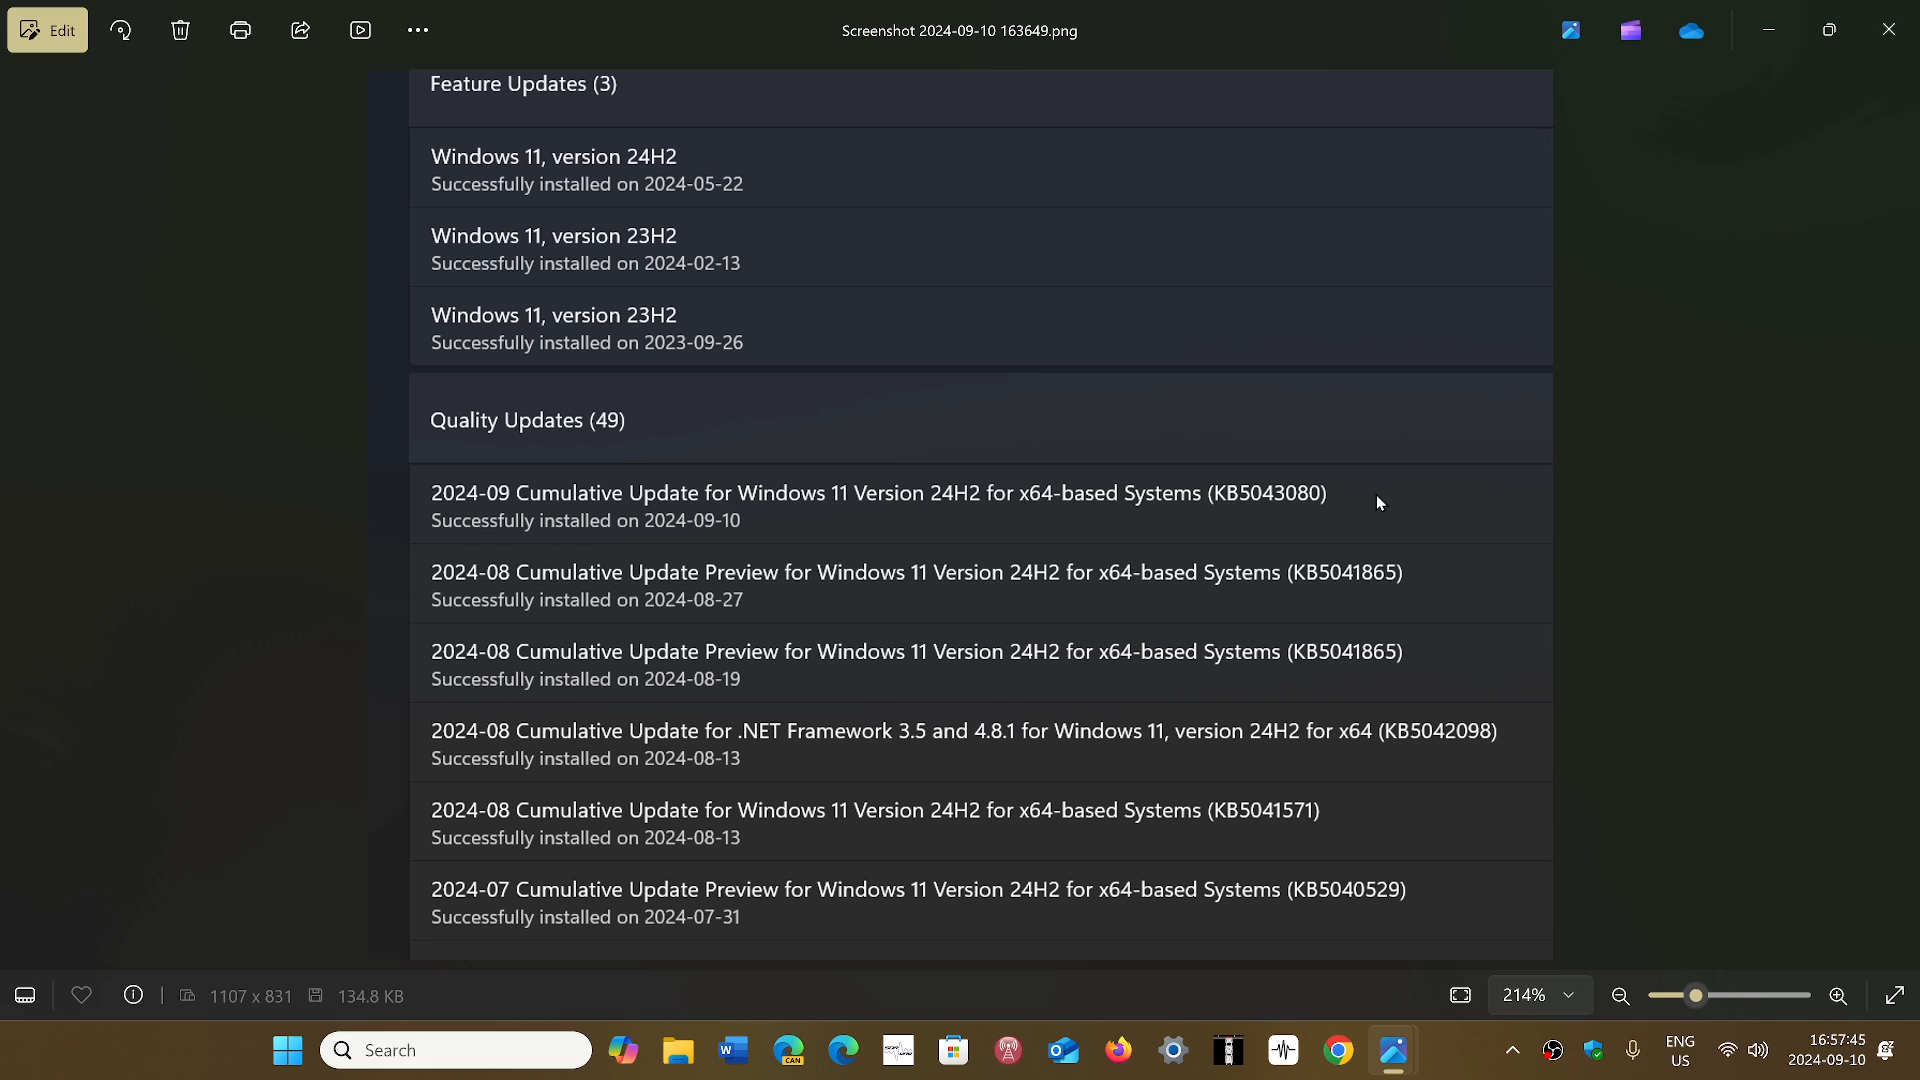 Edit
Screenshot 2024-09-10 163649.png
Feature Updates (3)
Windows 11, version 24H2
Successfully installed on 2024-05-22
Windows 11, version 23H2
Successfully installed on 2024-02-13
Windows 11, version 23H2
Successfully installed on 2023-09-26
Quality Updates (49)
2024-09 Cumulative Update for Windows 11 Version 24H2 for x64-based Systems (KB5043080)
Successfully installed on 2024-09-10
2024-08 Cumulative Update Preview for Windows 11 Version 24H2 for x64-based Systems (KB5041865)
Successfully installed on 2024-08-27
2024-08 Cumulative Update Preview for Windows 11 Version 24H2 for x64-based Systems (KB5041865)
Successfully installed on 2024-08-19
2024-08 Cumulative Update for .NET Framework 3.5 and 4.8.1 for Windows 11, version 24H2 for x64 (KB5042098)
Successfully installed on 2024-08-13
2024-08 Cumulative Update for Windows 11 Version 24H2 for x64-based Systems (KB5041571)
Successfully installed on 2024-08-13
2024-07 Cumulative Update Preview for Windows 11 Version 24H2 for x64-based Systems (KB5040529)
Successfully installed on 2024-07-31
1107 x 831 134.8 KB 214%
Search
W
CAN
ENG 16:57:45
US 2024-09-10